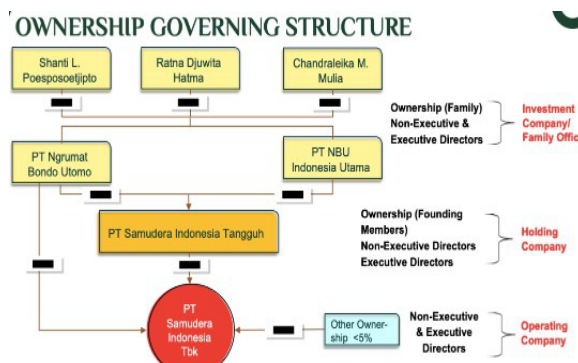 OWNERSHIP GOVERNING STRUCTURE
Shanti L.
Poesposoetjipto
Ratna Djuwita
Hatma
Chandraleika M.
Mulia
Ownership (Family)
Non-Executive &
Executive Directors
Investment
Company/
Family Offic
PT Ngrumat
Bondo Utomo
PT NBU
Indonesia Utama
PT Samudera Indonesia Tangguh
Ownership (Founding
Members)
Non-Executive Directors
Executive Directors
Holding
Company
PT
Samudera
Indonesia
Tbk
Other Owner-
ship <5%
Non-Executive
& Executive
Directors
Operating
Company